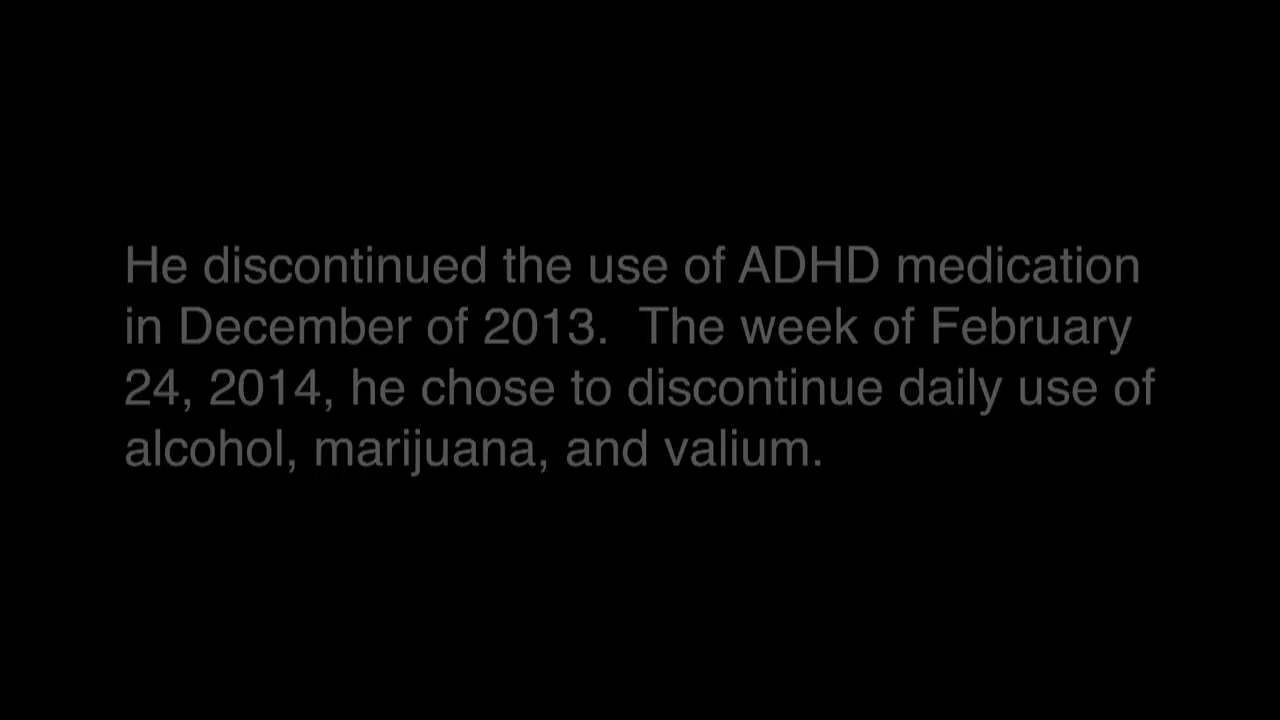 He discontinued the use of ADHD medication
in December of 2013.  The week of February
24, 2014, he chose to discontinue daily use of
alcohol, marijuana, and valium.